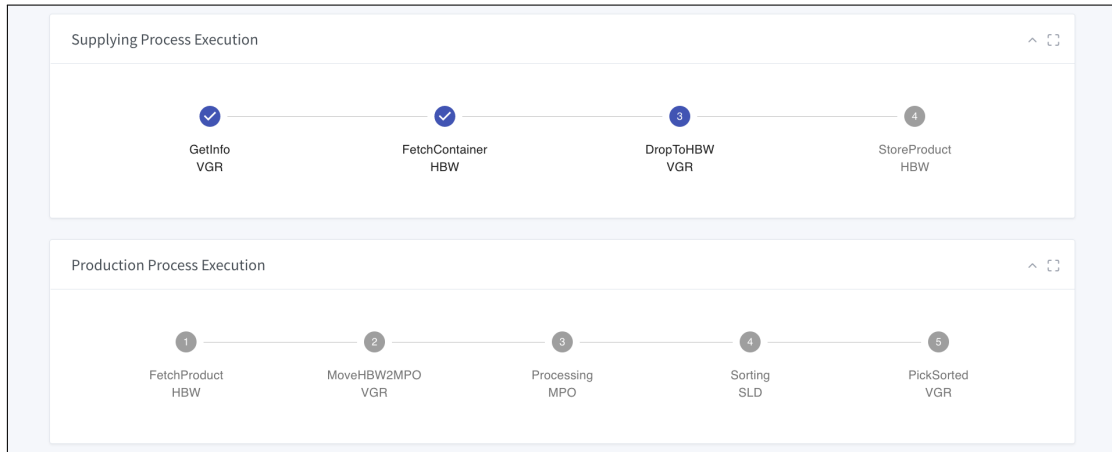 Supplying Process Execution
3
4
GetInfo
FetchContainer
DropToHBW
StoreProduct
VGR
HBW
VGR
HBW
Production Process Execution
1
2
3
4
5
FetchProduct
MoveHBW2MPO
Processing
Sorting
PickSorted
HBW
VGR
MPO
SLD
VGR